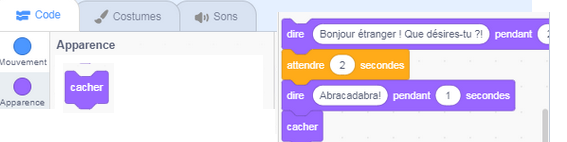 Code
Costumes
Sons
Mouvement
Apparence
Apparence
cacher
dire Bonjour étranger ! Que désires-tu ?! pendant
attendre 2 secondes
dire Abracadabra! pendant 1 secondes
cacher